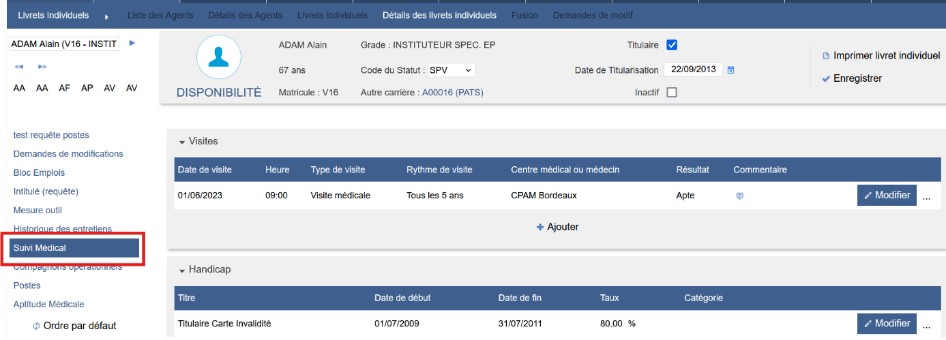 Livrets Individuels Liste des Agents Détails des Agents Livrets individuels Détails des livrets individuels Fusion Demandes de modif.
ADAM Alain (V16 - INSTIT
AA AA AF AP AV AV
test requête postes
Demandes de modifications
Bloc Emplois
Intitulé (requête)
Mesure outil
Historique des entretiens
Suivi Médical
Compagnons opérationnels
Postes
Aptitude Médicale
Ordre par défaut
DISPONIBILITÉ
ADAM Alain Grade : INSTITUTEUR SPEC. EP Titulaire
67 ans Code du Statut : SPV Date de Titularisation 22/09/2013
Matricule : V16 Autre carrière : A00016 (PATS) Inactif
Imprimer livret individuel
Enregistrer
Visites
Date de visite Heure Type de visite Rythme de visite Centre médical ou médecin Résultat Commentaire
01/06/2023 09:00 Visite médicale Tous les 5 ans CPAM Bordeaux Apte Modifier ...
Ajouter
Handicap
Titre Date de début Date de fin Taux Catégorie
Titulaire Carte Invalidité 01/07/2009 31/07/2011 80.00 % Modifier ...